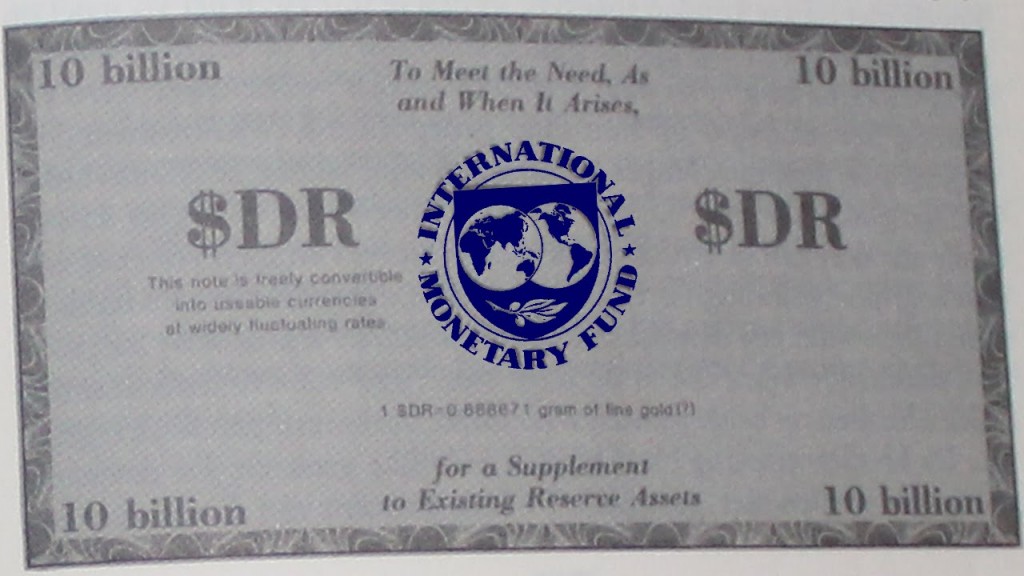 10 billion
To Meet the Need, As
and When It Arises,
10 billion
$DR
INTERNATIONAL
MONETARY FUND
$DR
This note is freely convertible
into useable currencies
at widely fluctuating rates
1 SDR=0.888671 gram of fine gold(?)
for a Supplement
to Existing Reserve Assets
10 billion
10 billion